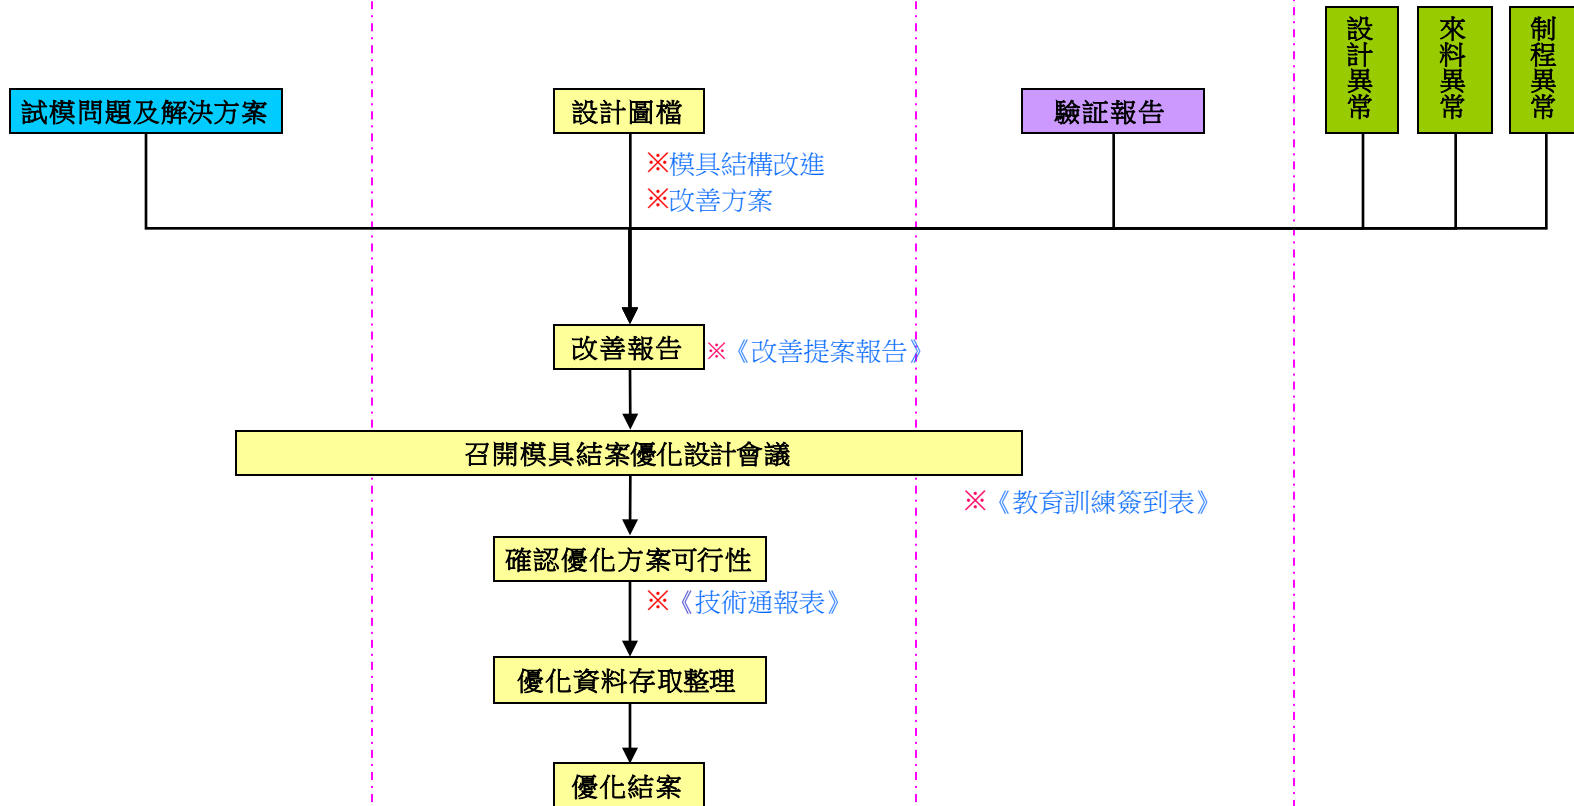 設計異常
來料異常
制程異常
試模問題及解決方案
設計圖檔
驗証報告
※模具結構改進
※改善方案
改善報告
※《改善提案報告》
召開模具結案優化設計會議
※《教育訓練簽到表》
確認優化方案可行性
※《技術通報表》
優化資料存取整理
優化結案